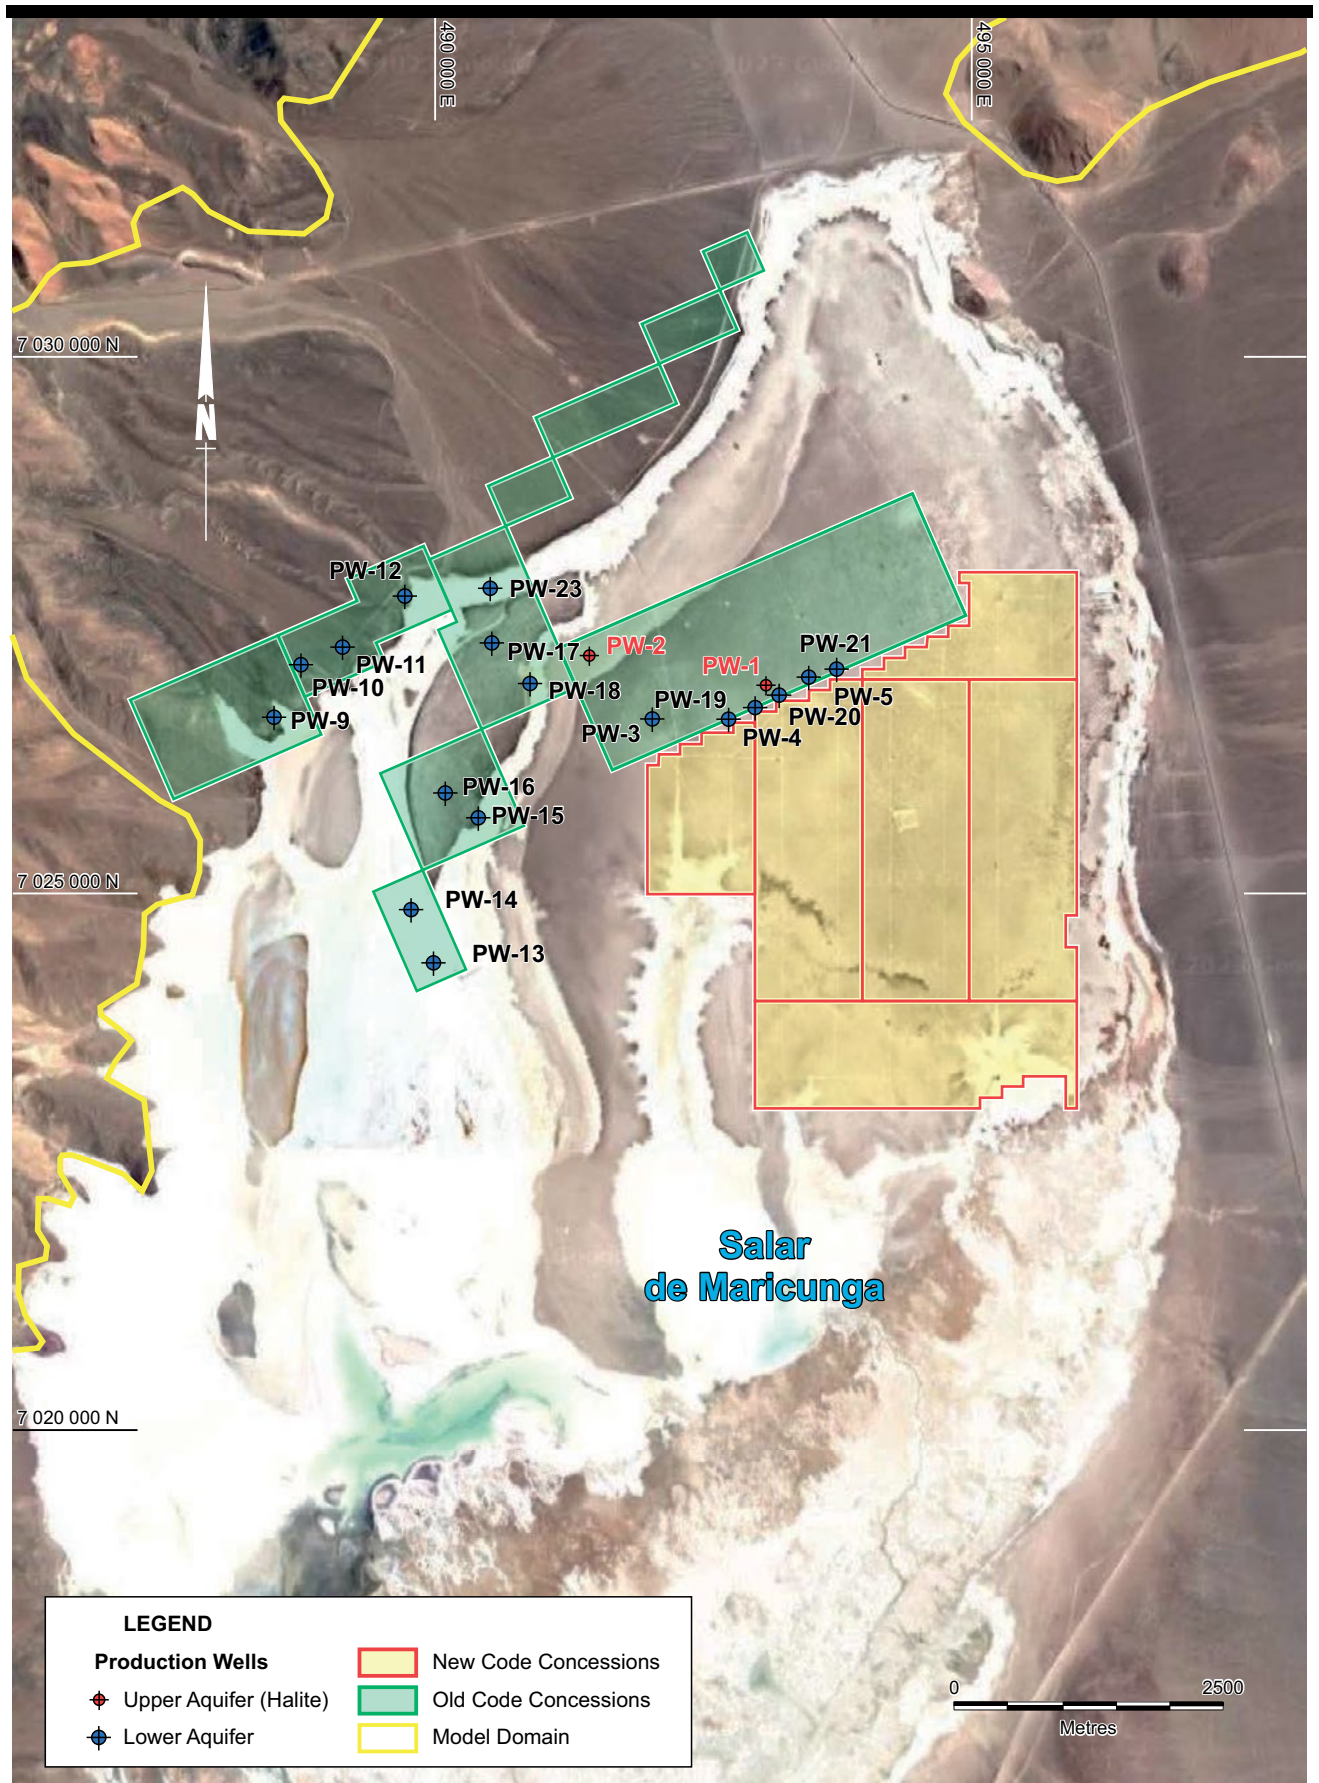 490 000 E
495 000 E
7 030 000 N
N
PW-12
PW-23
PW-2
PW-17
PW-21
PW-11
PW-1
PW-10
PW-18
PW-5
PW-19
PW-9
PW-20
PW-3
PW-4
PW-16
PW-15
7 025 000 N
PW-14
PW-13
Salar
de Maricunga
7 020 000 N
LEGEND
Production Wells
Upper Aquifer (Halite)
Lower Aquifer
New Code Concessions
Old Code Concessions
Model Domain
0 2500
Metres